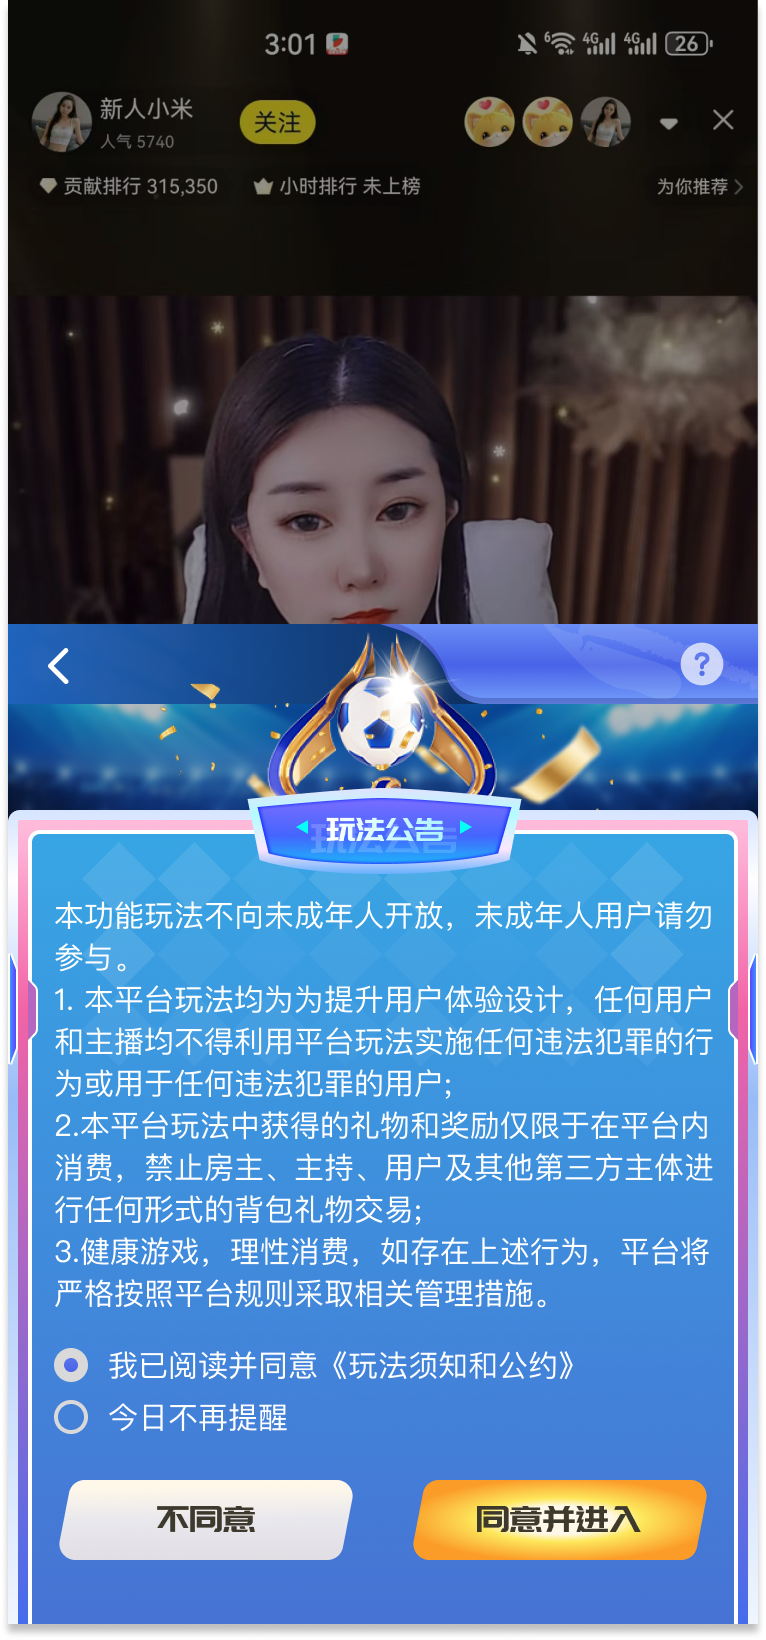 3:01
6 4G 4G 26
新人小米
人气 5740
关注
贡献排行 315,350
小时排行 未上榜
为你推荐
?
玩法公告
本功能玩法不向未成年人开放，未成年人用户请勿
参与。
1. 本平台玩法均为为提升用户体验设计，任何用户
和主播均不得利用平台玩法实施任何违法犯罪的行
为或用于任何违法犯罪的用户;
2.本平台玩法中获得的礼物和奖励仅限于在平台内
消费，禁止房主、主持、用户及其他第三方主体进
行任何形式的背包礼物交易;
3.健康游戏，理性消费，如存在上述行为，平台将
严格按照平台规则采取相关管理措施。
我已阅读并同意《玩法须知和公约》
今日不再提醒
不同意
同意并进入